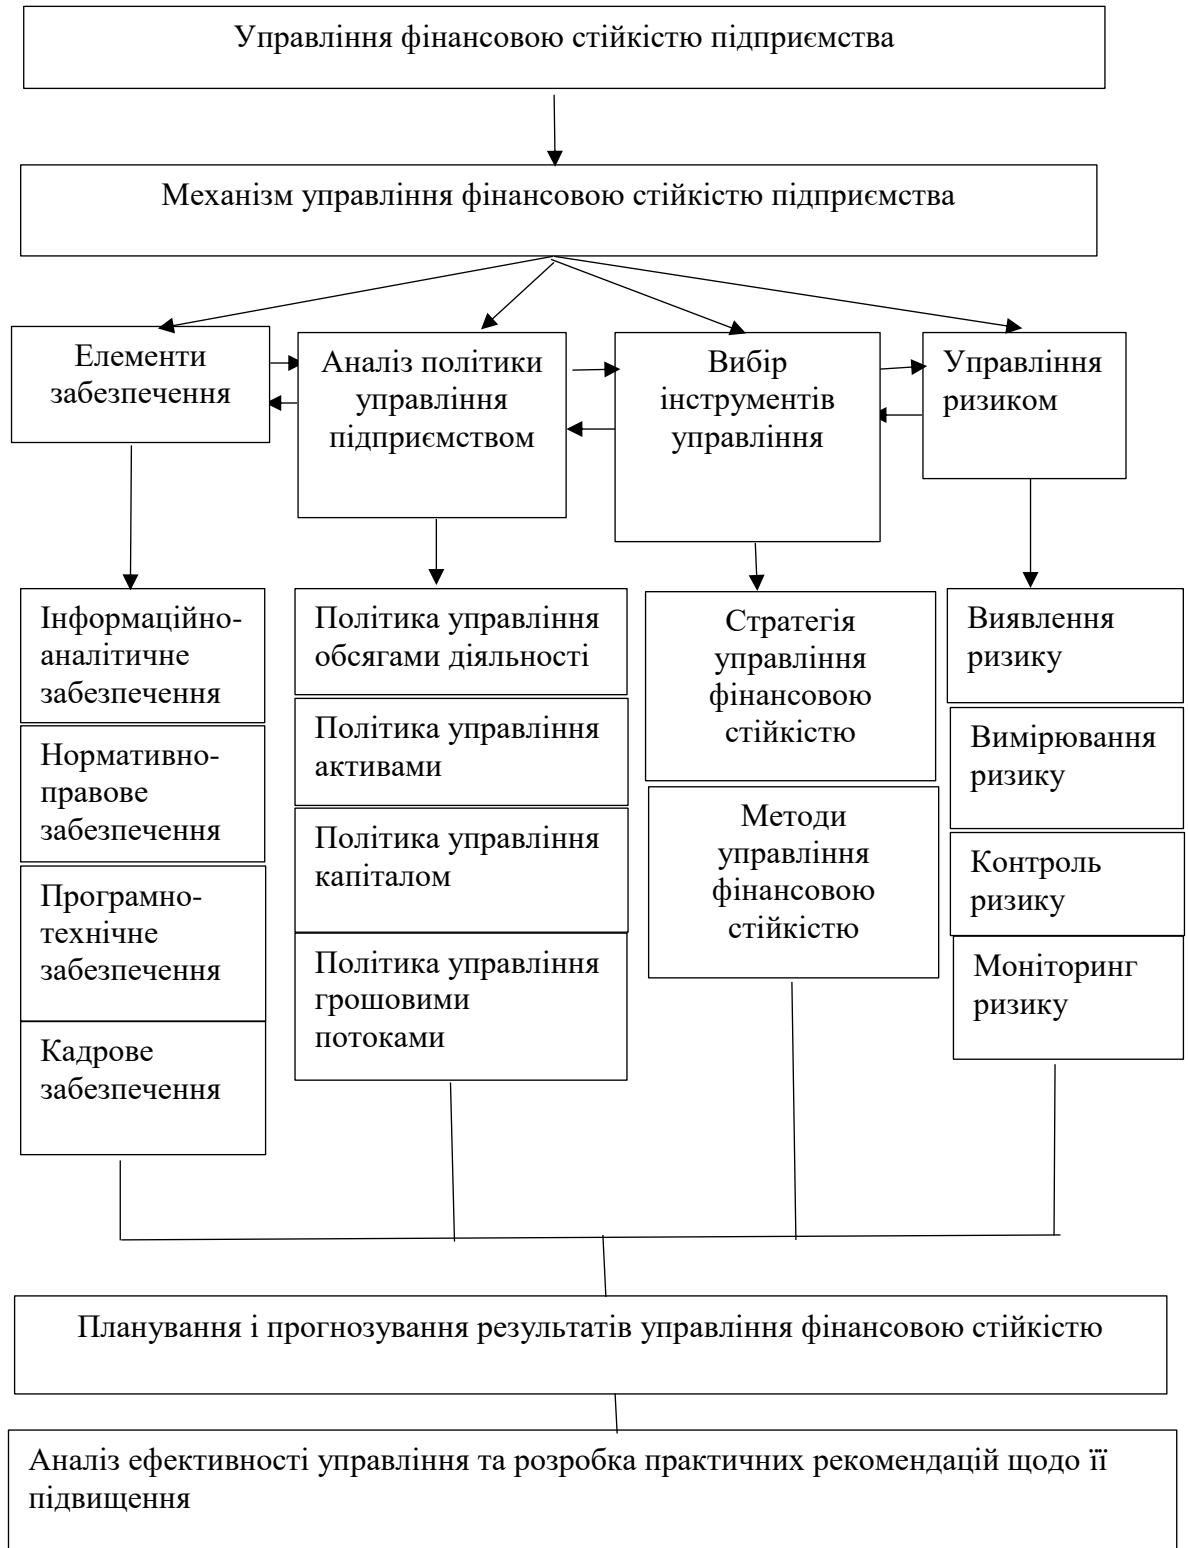 Управління фінансовою стійкістю підприємства
Механізм управління фінансовою стійкістю підприємства
Елементи
забезпечення
Аналіз політики
управління
підприємством
Вибір
інструментів
управління
Управління
ризиком
Інформаційно-
аналітичне
забезпечення
Нормативно-
правове
забезпечення
Програмно-
технічне
забезпечення
Кадрове
забезпечення
Політика управління
обсягами діяльності
Політика управління
активами
Політика управління
капіталом
Політика управління
грошовими
потоками
Стратегія
управління
фінансовою
стійкістю
Методи
управління
фінансовою
стійкістю
Виявлення
ризику
Вимірювання
ризику
Контроль
ризику
Моніторинг
ризику
Планування і прогнозування результатів управління фінансовою стійкістю
Аналіз ефективності управління та розробка практичних рекомендацій щодо її
підвищення